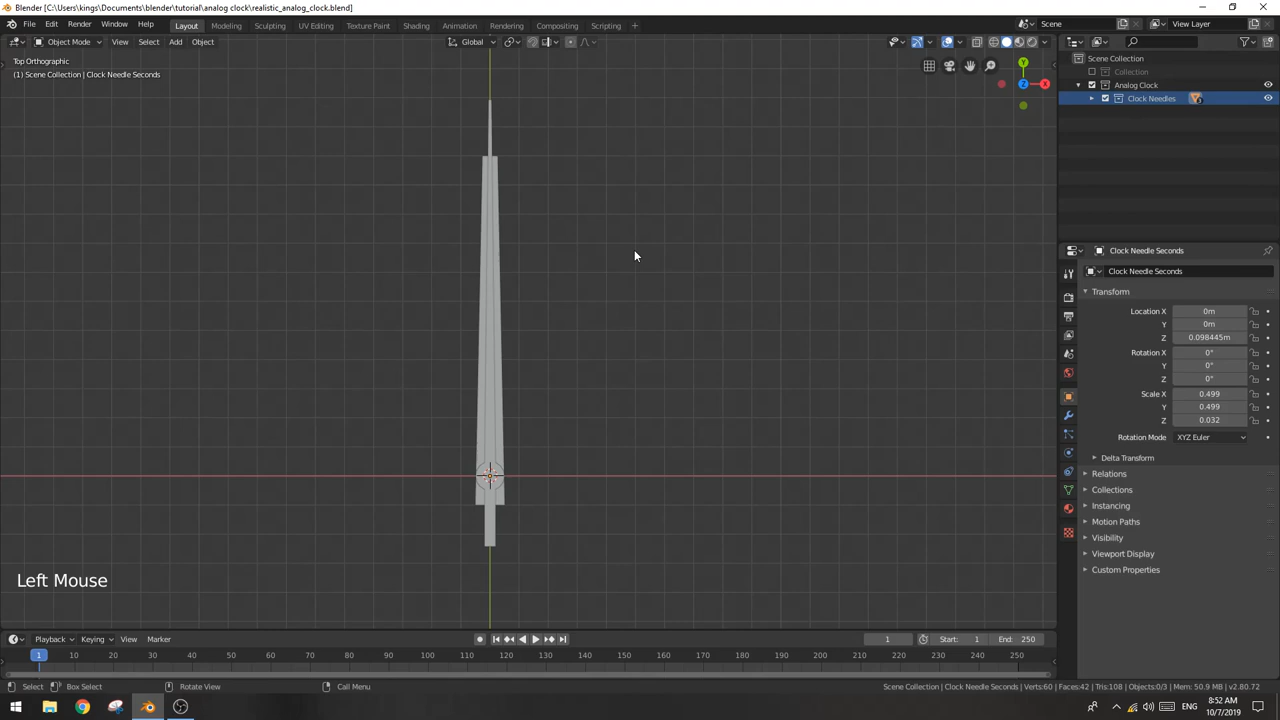 Blender [C:\Users\kings\Documents\blender\tutorial\analog clock\realistic_analog_clock.blend]
File Edit Render Window Help Layout Modeling Sculpting UV Editing Texture Paint Shading Animation Rendering Compositing Scripting + Scene View Layer
Object Mode View Select Add Object Global
Top Orthographic
(1) Scene Collection | Clock Needle Seconds
Y
X
Z
Scene Collection
Collection
Analog Clock
Clock Needles
Clock Needle Seconds
Clock Needle Seconds
Transform
Location X 0m
Y 0m
Z 0.098445m
Rotation X 0°
Y 0°
Z 0°
Scale X 0.499
Y 0.499
Z 0.032
Rotation Mode XYZ Euler
Delta Transform
Relations
Collections
Instancing
Motion Paths
Visibility
Viewport Display
Custom Properties
Left Mouse
Playback Keying View Marker 1 Start: 1 End: 250
1 10 20 30 40 50 60 70 80 90 100 110 120 130 140 150 160 170 180 190 200 210 220 230 240 250
Select Box Select Rotate View Call Menu Scene Collection | Clock Needle Seconds | Verts:60 | Faces:42 | Tris:108 | Objects:0/3 | Mem: 50.9 MB | v2.80.72
ENG 8:52 AM
10/7/2019